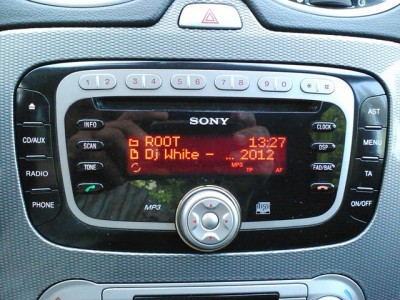 1 2 3 4 5 6 7 8 9 0 * #
SONY
INFO
CLOCK
AST
CD/AUX
SCAN
ROOT 13:27
DSP
MENU
Dj White - ... 2012
MP3 TP AF
RADIO
TONE
FAD/BAL
TA
PHONE
MP3
ON/OFF